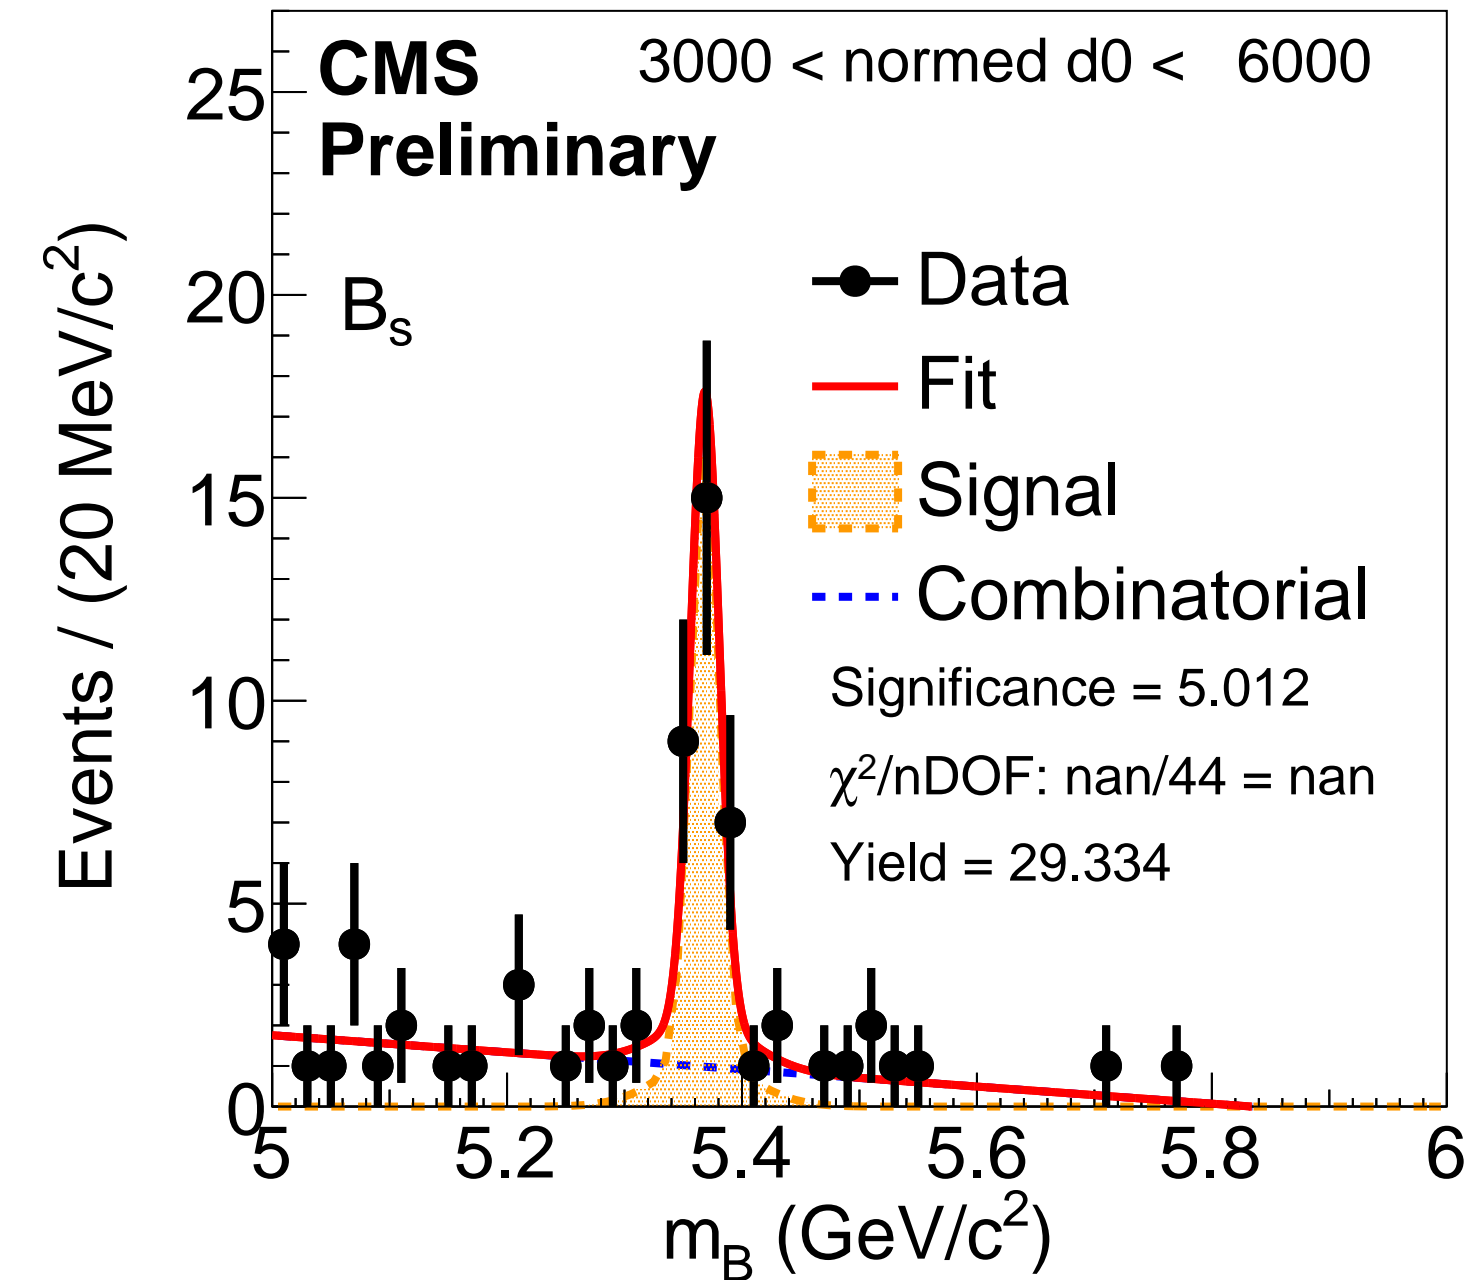 CMS 3000 < normed d0 < 6000
Preliminary
B_s
Data
Fit
Signal
Combinatorial
Significance = 5.012
χ²/nDOF: nan/44 = nan
Yield = 29.334
Events / (20 MeV/c²)
25
20
15
10
5
0
5 5.2 5.4 5.6 5.8 6
m_B (GeV/c²)